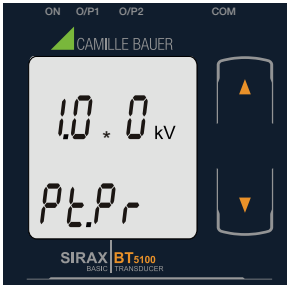 ON O/P1 O/P2 COM
CAMILLE BAUER
1.0 * 0 kV
Pt.Pr
SIRAX BT5100
BASIC TRANSDUCER